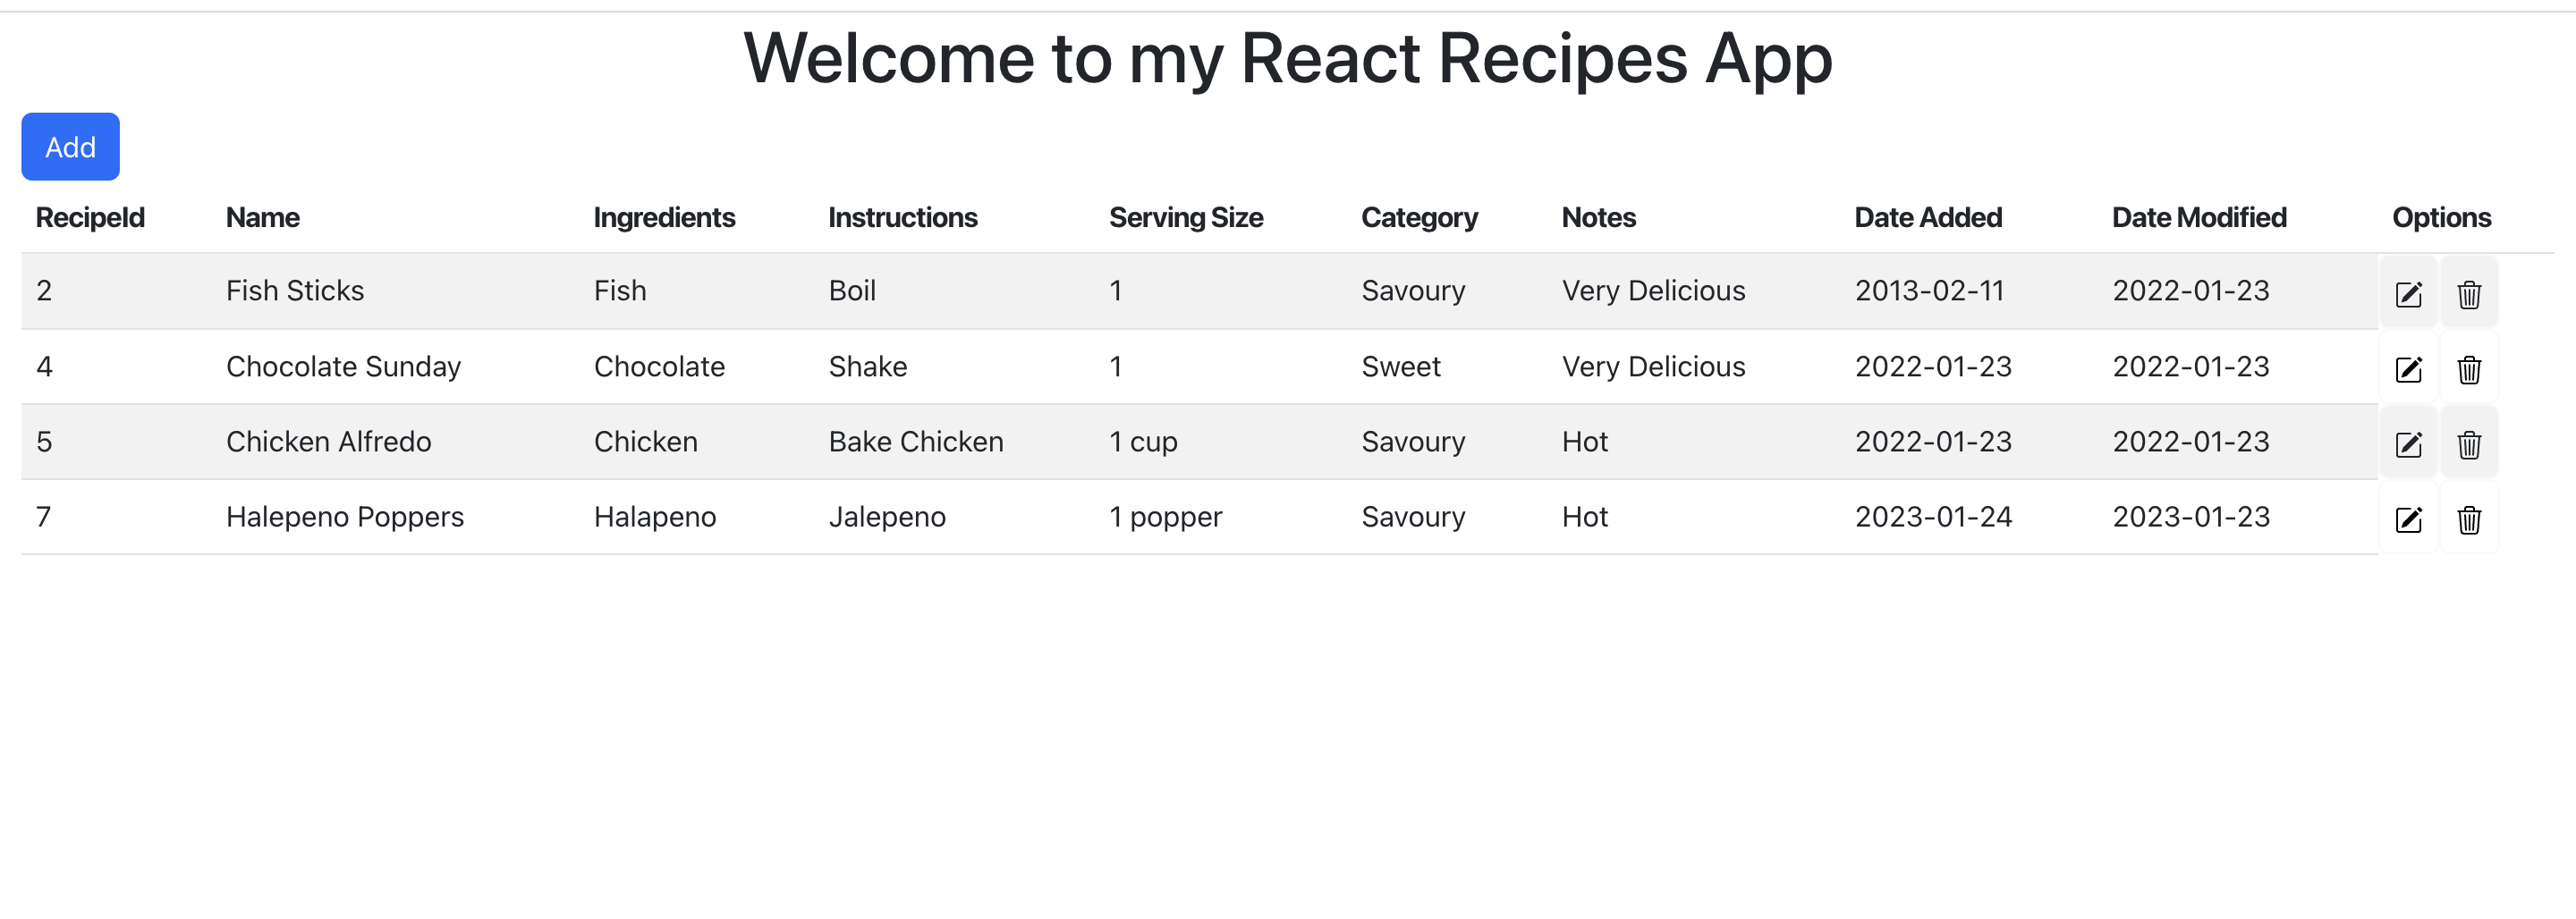 Welcome to my React Recipes App
Add
RecipeId Name Ingredients Instructions Serving Size Category Notes Date Added Date Modified Options
2 Fish Sticks Fish Boil 1 Savoury Very Delicious 2013-02-11 2022-01-23
4 Chocolate Sunday Chocolate Shake 1 Sweet Very Delicious 2022-01-23 2022-01-23
5 Chicken Alfredo Chicken Bake Chicken 1 cup Savoury Hot 2022-01-23 2022-01-23
7 Halepeno Poppers Halapeno Jalepeno 1 popper Savoury Hot 2023-01-24 2023-01-23